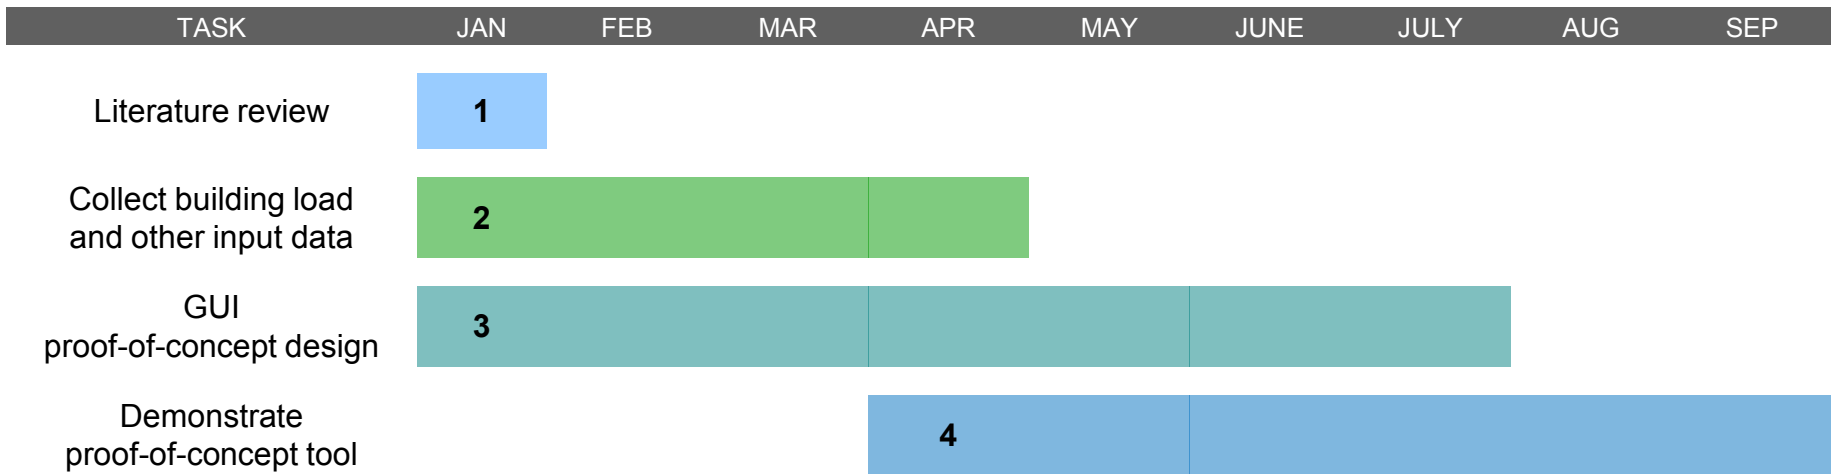 TASK JAN FEB MAR APR MAY JUNE JULY AUG SEP
Literature review 1
Collect building load
and other input data 2
GUI
proof-of-concept design 3
Demonstrate
proof-of-concept tool 4